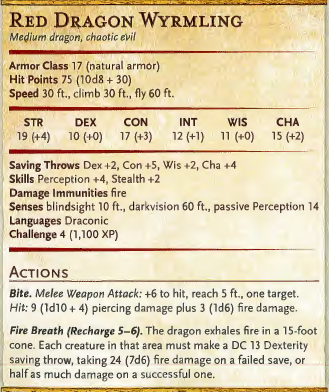 Red Dragon Wyrmling
Medium dragon, chaotic evil
Armor Class 17 (natural armor)
Hit Points 75 (10d8 + 30)
Speed 30 ft., climb 30 ft., fly 60 ft.
STR DEX CON INT WIS CHA
19 (+4) 10 (+0) 17 (+3) 12 (+1) 11 (+0) 15 (+2)
Saving Throws Dex +2, Con +5, Wis +2, Cha +4
Skills Perception +4, Stealth +2
Damage Immunities fire
Senses blindsight 10 ft., darkvision 60 ft., passive Perception 14
Languages Draconic
Challenge 4 (1,100 XP)
Actions
Bite. Melee Weapon Attack: +6 to hit, reach 5 ft., one target.
Hit: 9 (1d10 + 4) piercing damage plus 3 (1d6) fire damage.
Fire Breath (Recharge 5–6). The dragon exhales fire in a 15-foot
cone. Each creature in that area must make a DC 13 Dexterity
saving throw, taking 24 (7d6) fire damage on a failed save, or
half as much damage on a successful one.